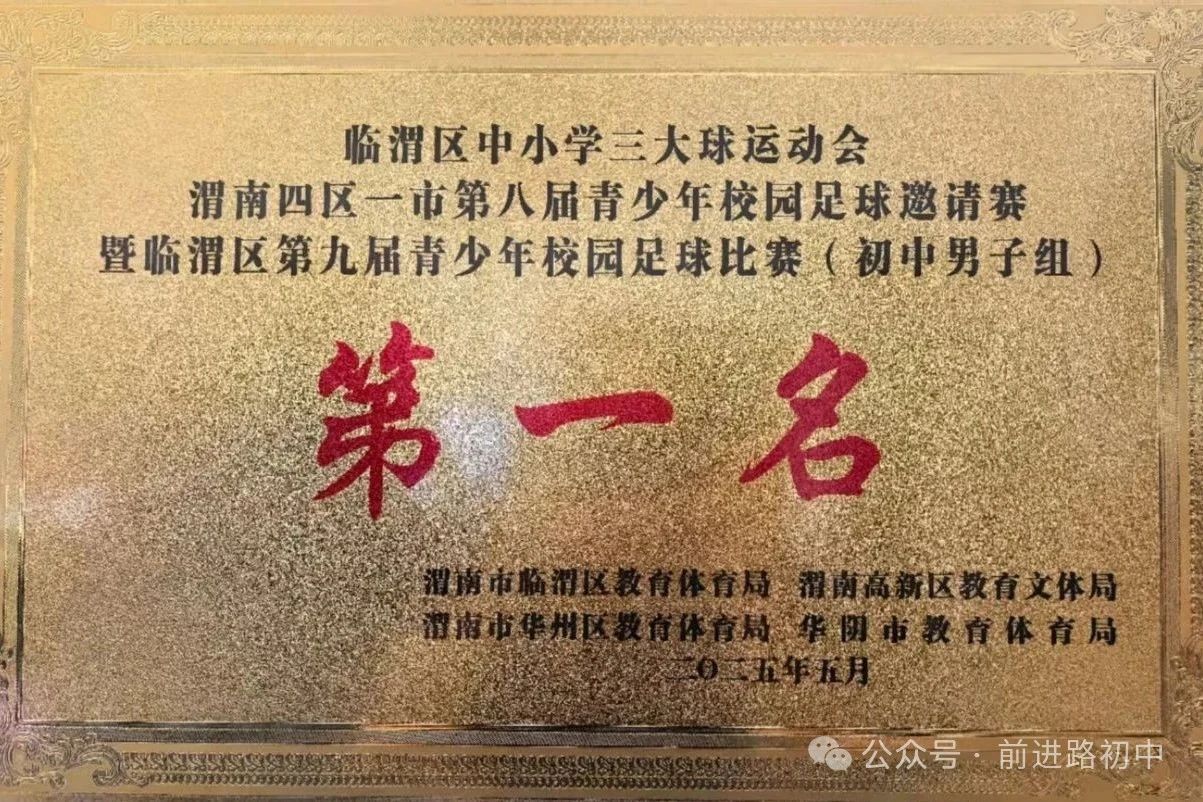 临渭区中小学三大球运动会
渭南四区一市第八届青少年校园足球邀请赛
暨临渭区第九届青少年校园足球比赛（初中男子组）
第一名
渭南市临渭区教育体育局 渭南高新区教育文体局
渭南市华州区教育体育局 华阴市教育体育局
二〇二五年五月
公众号·前进路初中